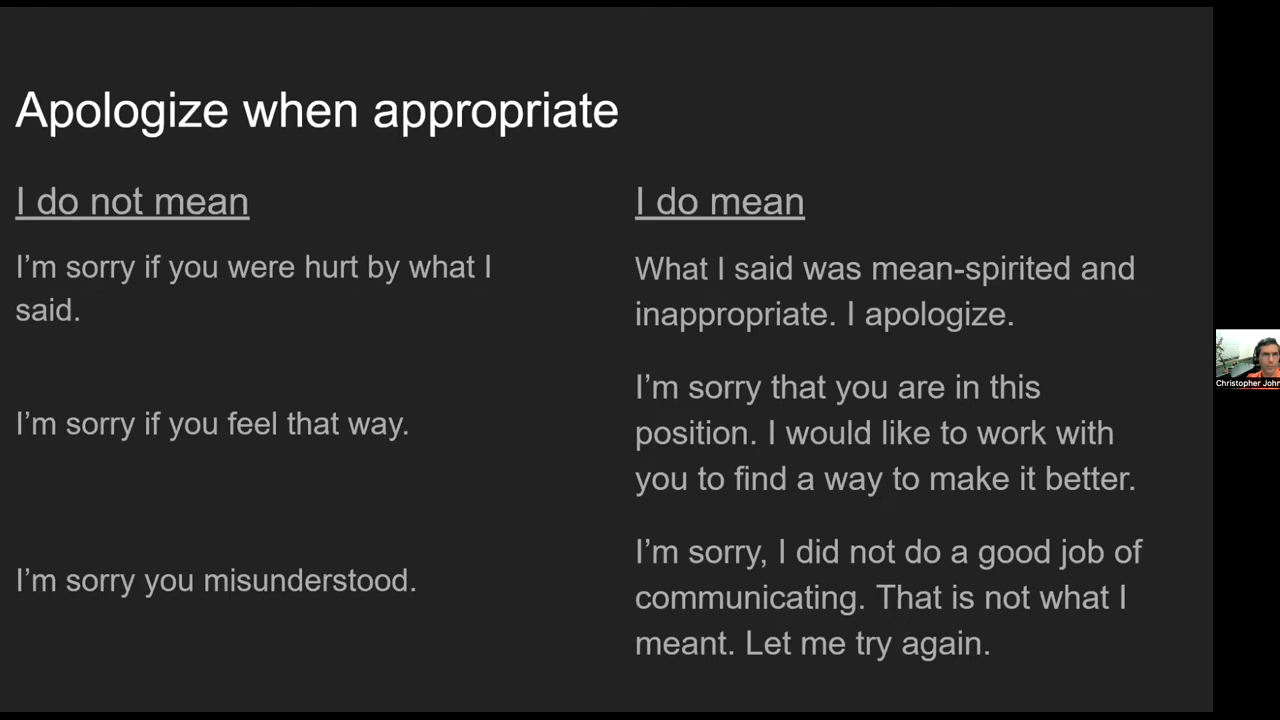 Apologize when appropriate
I do not mean
I'm sorry if you were hurt by what I
said.
I'm sorry if you feel that way.
I'm sorry you misunderstood.
I do mean
What I said was mean-spirited and
inappropriate. I apologize.
I'm sorry that you are in this
position. I would like to work with
you to find a way to make it better.
I'm sorry, I did not do a good job of
communicating. That is not what I
meant. Let me try again.
Christopher John